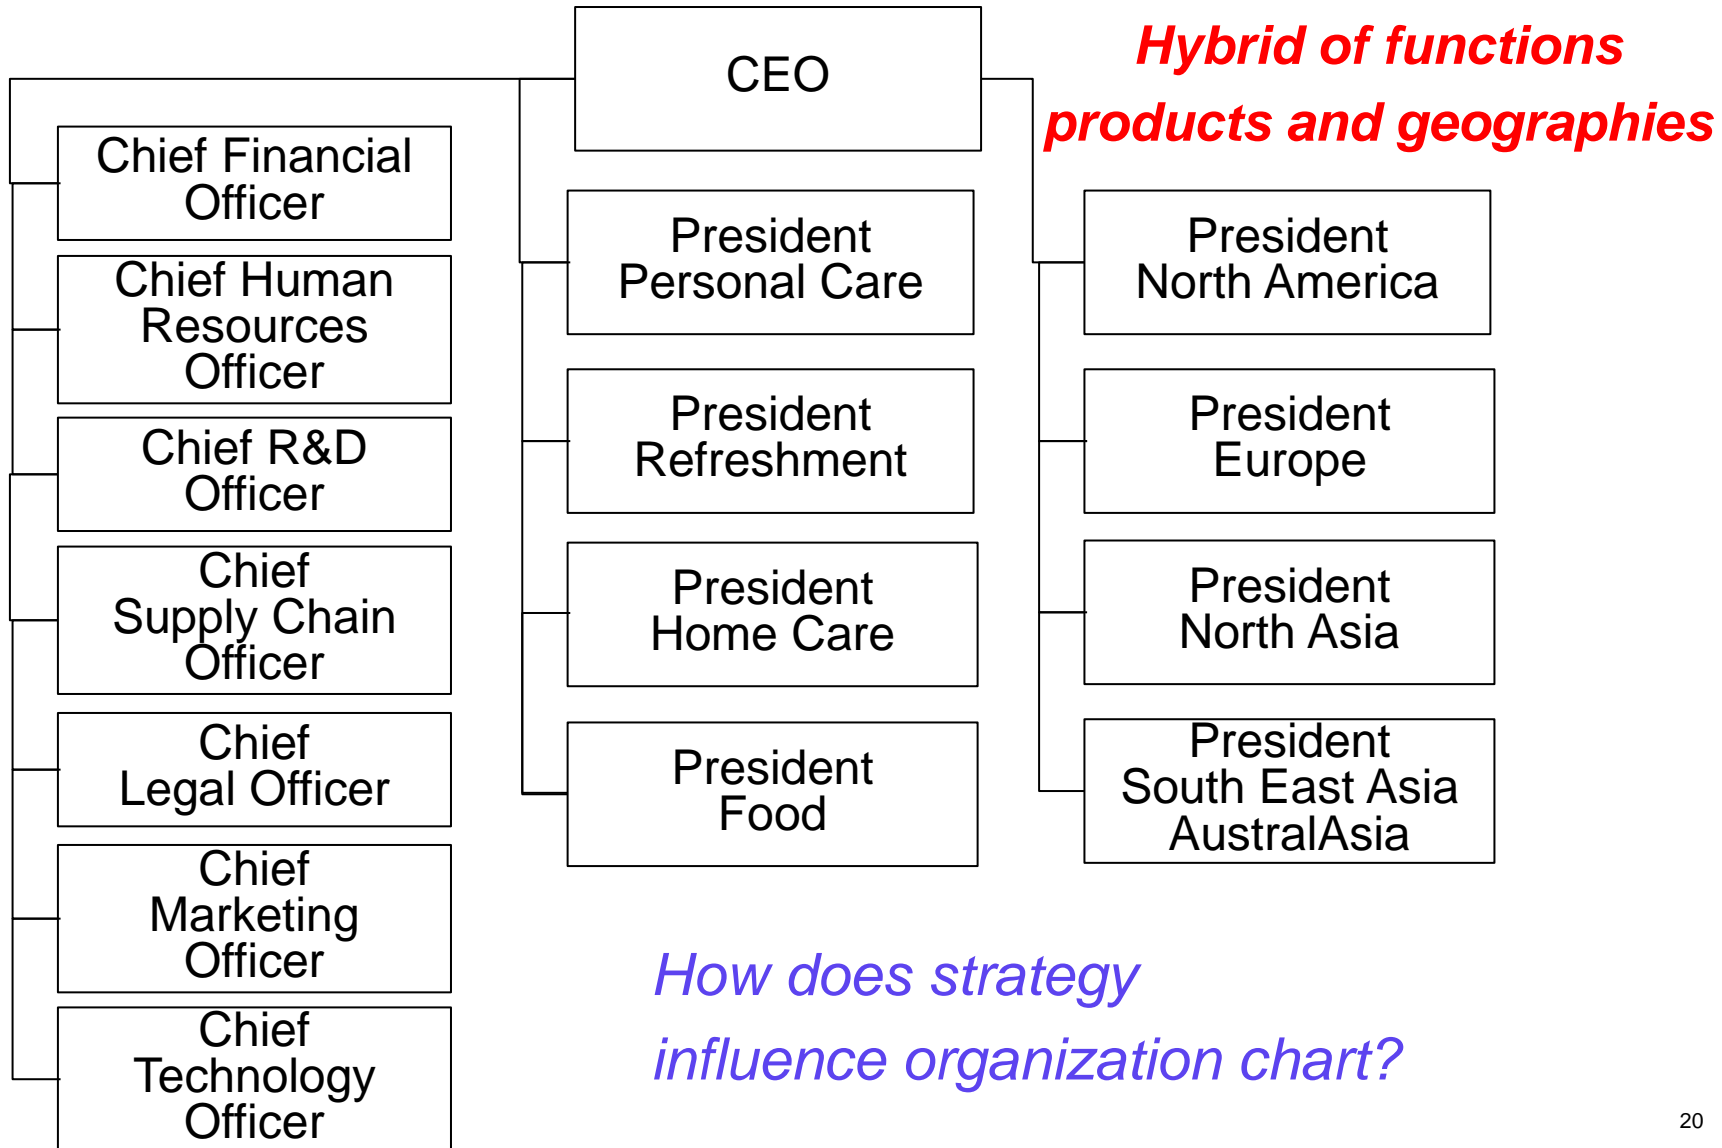 CEO
Hybrid of functions
products and geographies
Chief Financial
Officer
Chief Human
Resources
Officer
Chief R&D
Officer
Chief
Supply Chain
Officer
Chief
Legal Officer
Chief
Marketing
Officer
Chief
Technology
Officer
President
Personal Care
President
Refreshment
President
Home Care
President
Food
President
North America
President
Europe
President
North Asia
President
South East Asia
AustralAsia
How does strategy
influence organization chart?
20